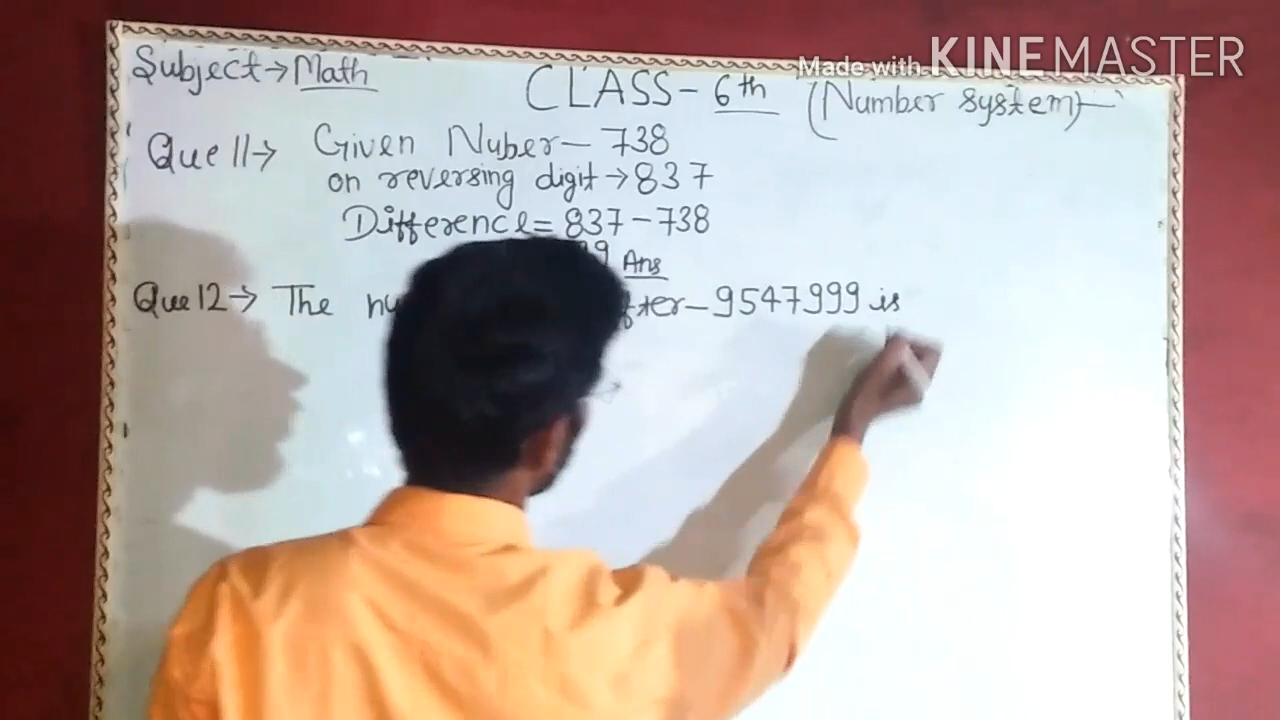 Made with KINEMASTER
Subject→Math
CLASS- 6th (Number system)
Que 11→ Given Nuber- 738
on reversing digit→837
Difference= 837-738
99 Ans
Que 12→ The -9547999 is